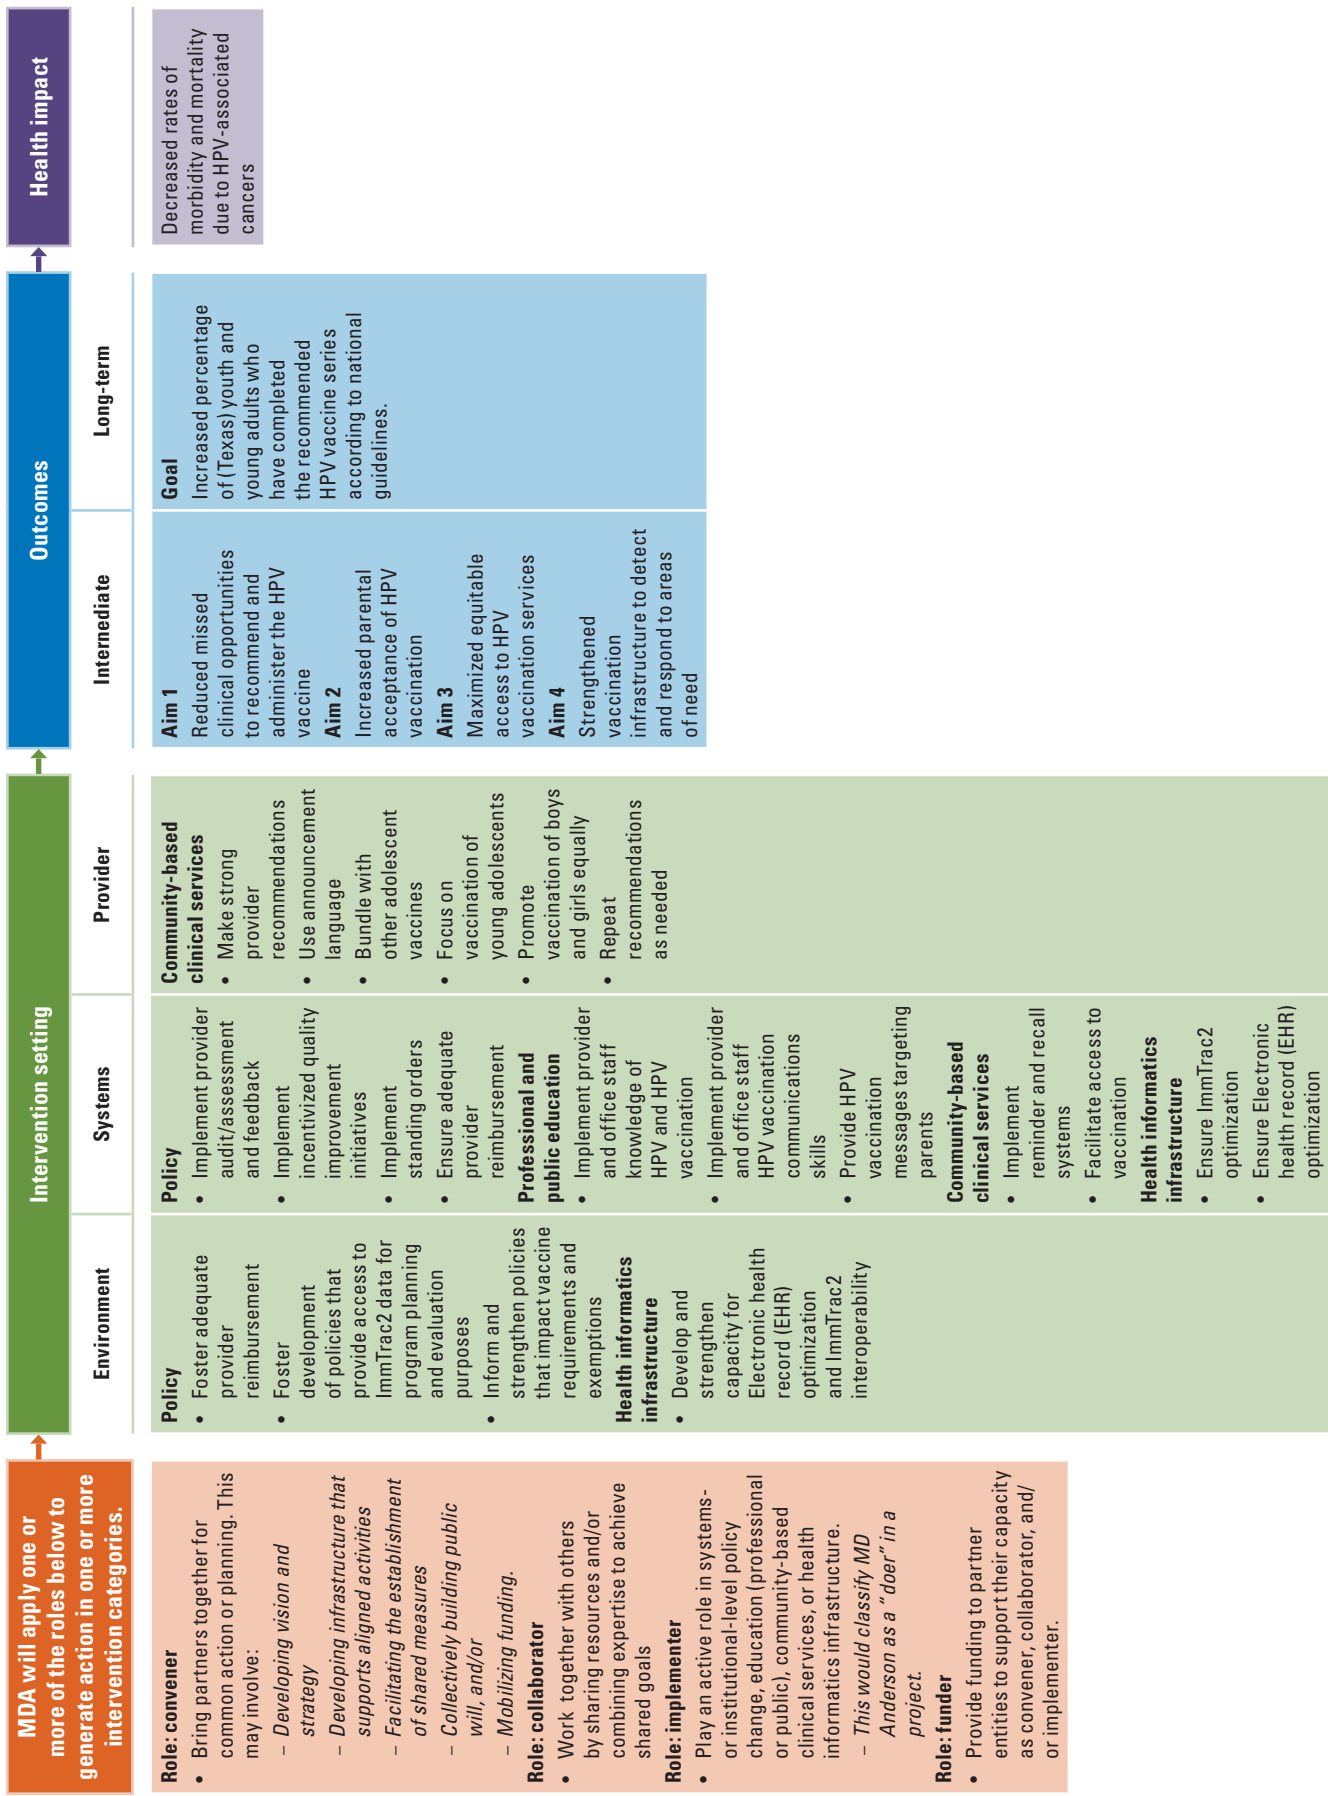 MDA will apply one or
more of the roles below to
generate action in one or more
intervention categories.
Role: convener
• Bring partners together for
common action or planning. This
may involve:
– Developing vision and
strategy
– Developing infrastructure that
supports aligned activities
– Facilitating the establishment
of shared measures
– Collectively building public
will, and/or
– Mobilizing funding.
Role: collaborator
• Work together with others
by sharing resources and/or
combining expertise to achieve
shared goals
Role: implementer
• Play an active role in systems-
or institutional-level policy
change, education (professional
or public), community-based
clinical services, or health
informatics infrastructure.
– This would classify MD
Anderson as a “doer” in a
project.
Role: funder
• Provide funding to partner
entities to support their capacity
as convener, collaborator, and/
or implementer.
Intervention setting
Environment
Policy
• Foster adequate
provider
reimbursement
• Foster
development
of policies that
provide access to
ImmTrac2 data for
program planning
and evaluation
purposes
• Inform and
strengthen policies
that impact vaccine
requirements and
exemptions
Health informatics
infrastructure
• Develop and
strengthen
capacity for
Electronic health
record (EHR)
optimization
and ImmTrac2
interoperability
Systems
Policy
• Implement provider
audit/assessment
and feedback
• Implement
incentivized quality
improvement
initiatives
• Implement
standing orders
• Ensure adequate
provider
reimbursement
Professional and
public education
• Implement provider
and office staff
knowledge of
HPV and HPV
vaccination
• Implement provider
and office staff
HPV vaccination
communications
skills
• Provide HPV
vaccination
messages targeting
parents
Community-based
clinical services
• Implement
reminder and recall
systems
• Facilitate access to
vaccination
Health informatics
infrastructure
• Ensure ImmTrac2
optimization
• Ensure Electronic
health record (EHR)
optimization
Provider
Community-based
clinical services
• Make strong
provider
recommendations
• Use announcement
language
• Bundle with
other adolescent
vaccines
• Focus on
vaccination of
young adolescents
• Promote
vaccination of boys
and girls equally
• Repeat
recommendations
as needed
Outcomes
Internediate
Aim 1
Reduced missed
clinical opportunities
to recommend and
administer the HPV
vaccine
Aim 2
Increased parental
acceptance of HPV
vaccination
Aim 3
Maximized equitable
access to HPV
vaccination services
Aim 4
Strengthened
vaccination
infrastructure to detect
and respond to areas
of need
Long-term
Goal
Increased percentage
of (Texas) youth and
young adults who
have completed
the recommended
HPV vaccine series
according to national
guidelines.
Health impact
Decreased rates of
morbidity and mortality
due to HPV-associated
cancers